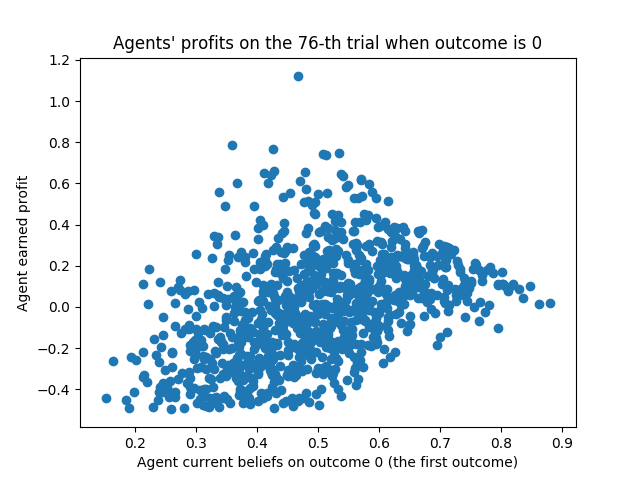 Agents' profits on the 76-th trial when outcome is 0
1.2
1.0
0.8
0.6
0.4
0.2
0.0
−0.2
−0.4
Agent earned profit
0.2 0.3 0.4 0.5 0.6 0.7 0.8 0.9
Agent current beliefs on outcome 0 (the first outcome)